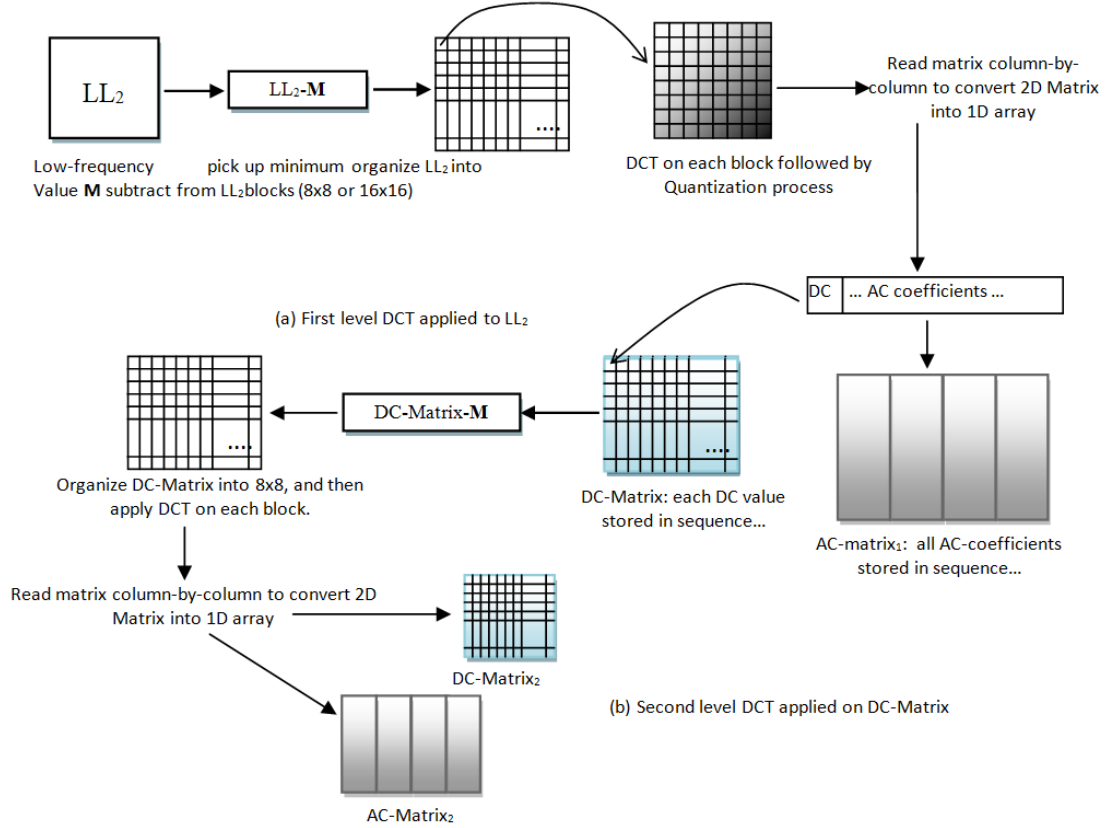 LL₂
LL₂-M
....
Low-frequency
Value M subtract from LL₂blocks (8x8 or 16x16)
pick up minimum organize LL₂ into
DCT on each block followed by
Quantization process
Read matrix column-by-
column to convert 2D Matrix
into 1D array
DC
... AC coefficients ...
(a) First level DCT applied to LL₂
DC-Matrix-M
....
....
Organize DC-Matrix into 8x8, and then
apply DCT on each block.
DC-Matrix: each DC value
stored in sequence...
AC-matrix₁: all AC-coefficients
stored in sequence...
Read matrix column-by-column to convert 2D
Matrix into 1D array
DC-Matrix₂
(b) Second level DCT applied on DC-Matrix
AC-Matrix₂